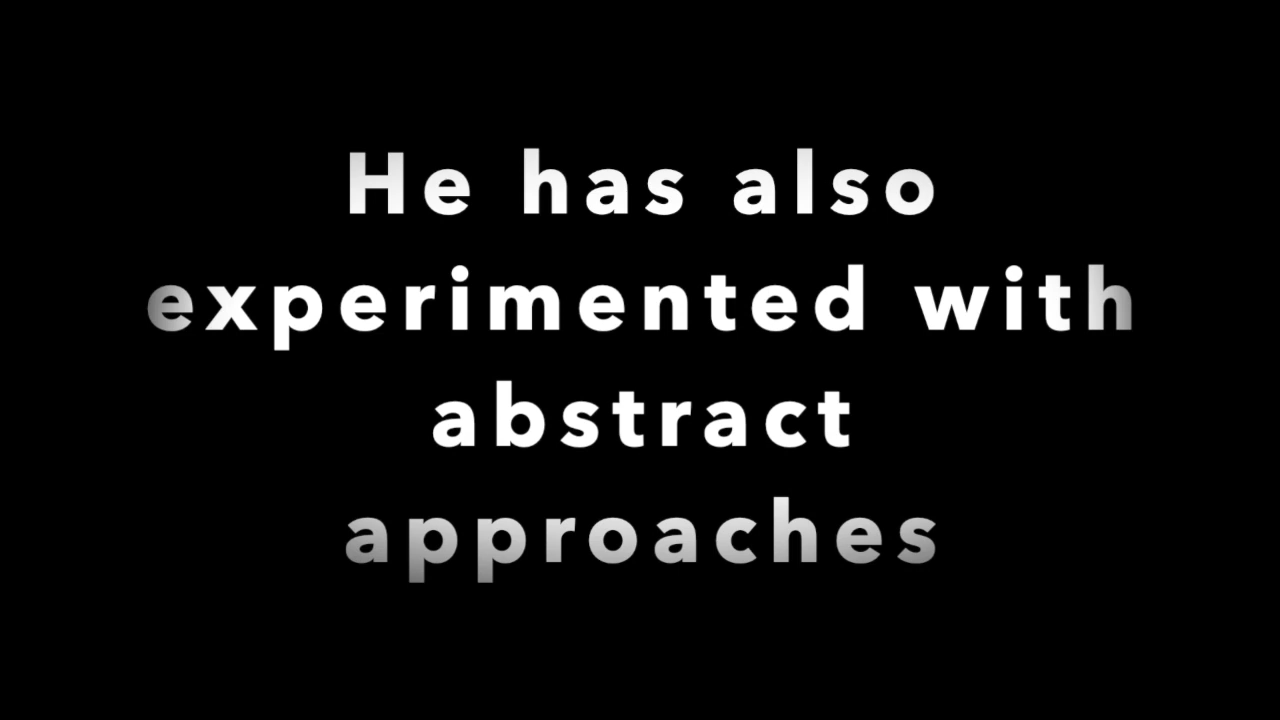 He has also
experimented with
abstract
approaches